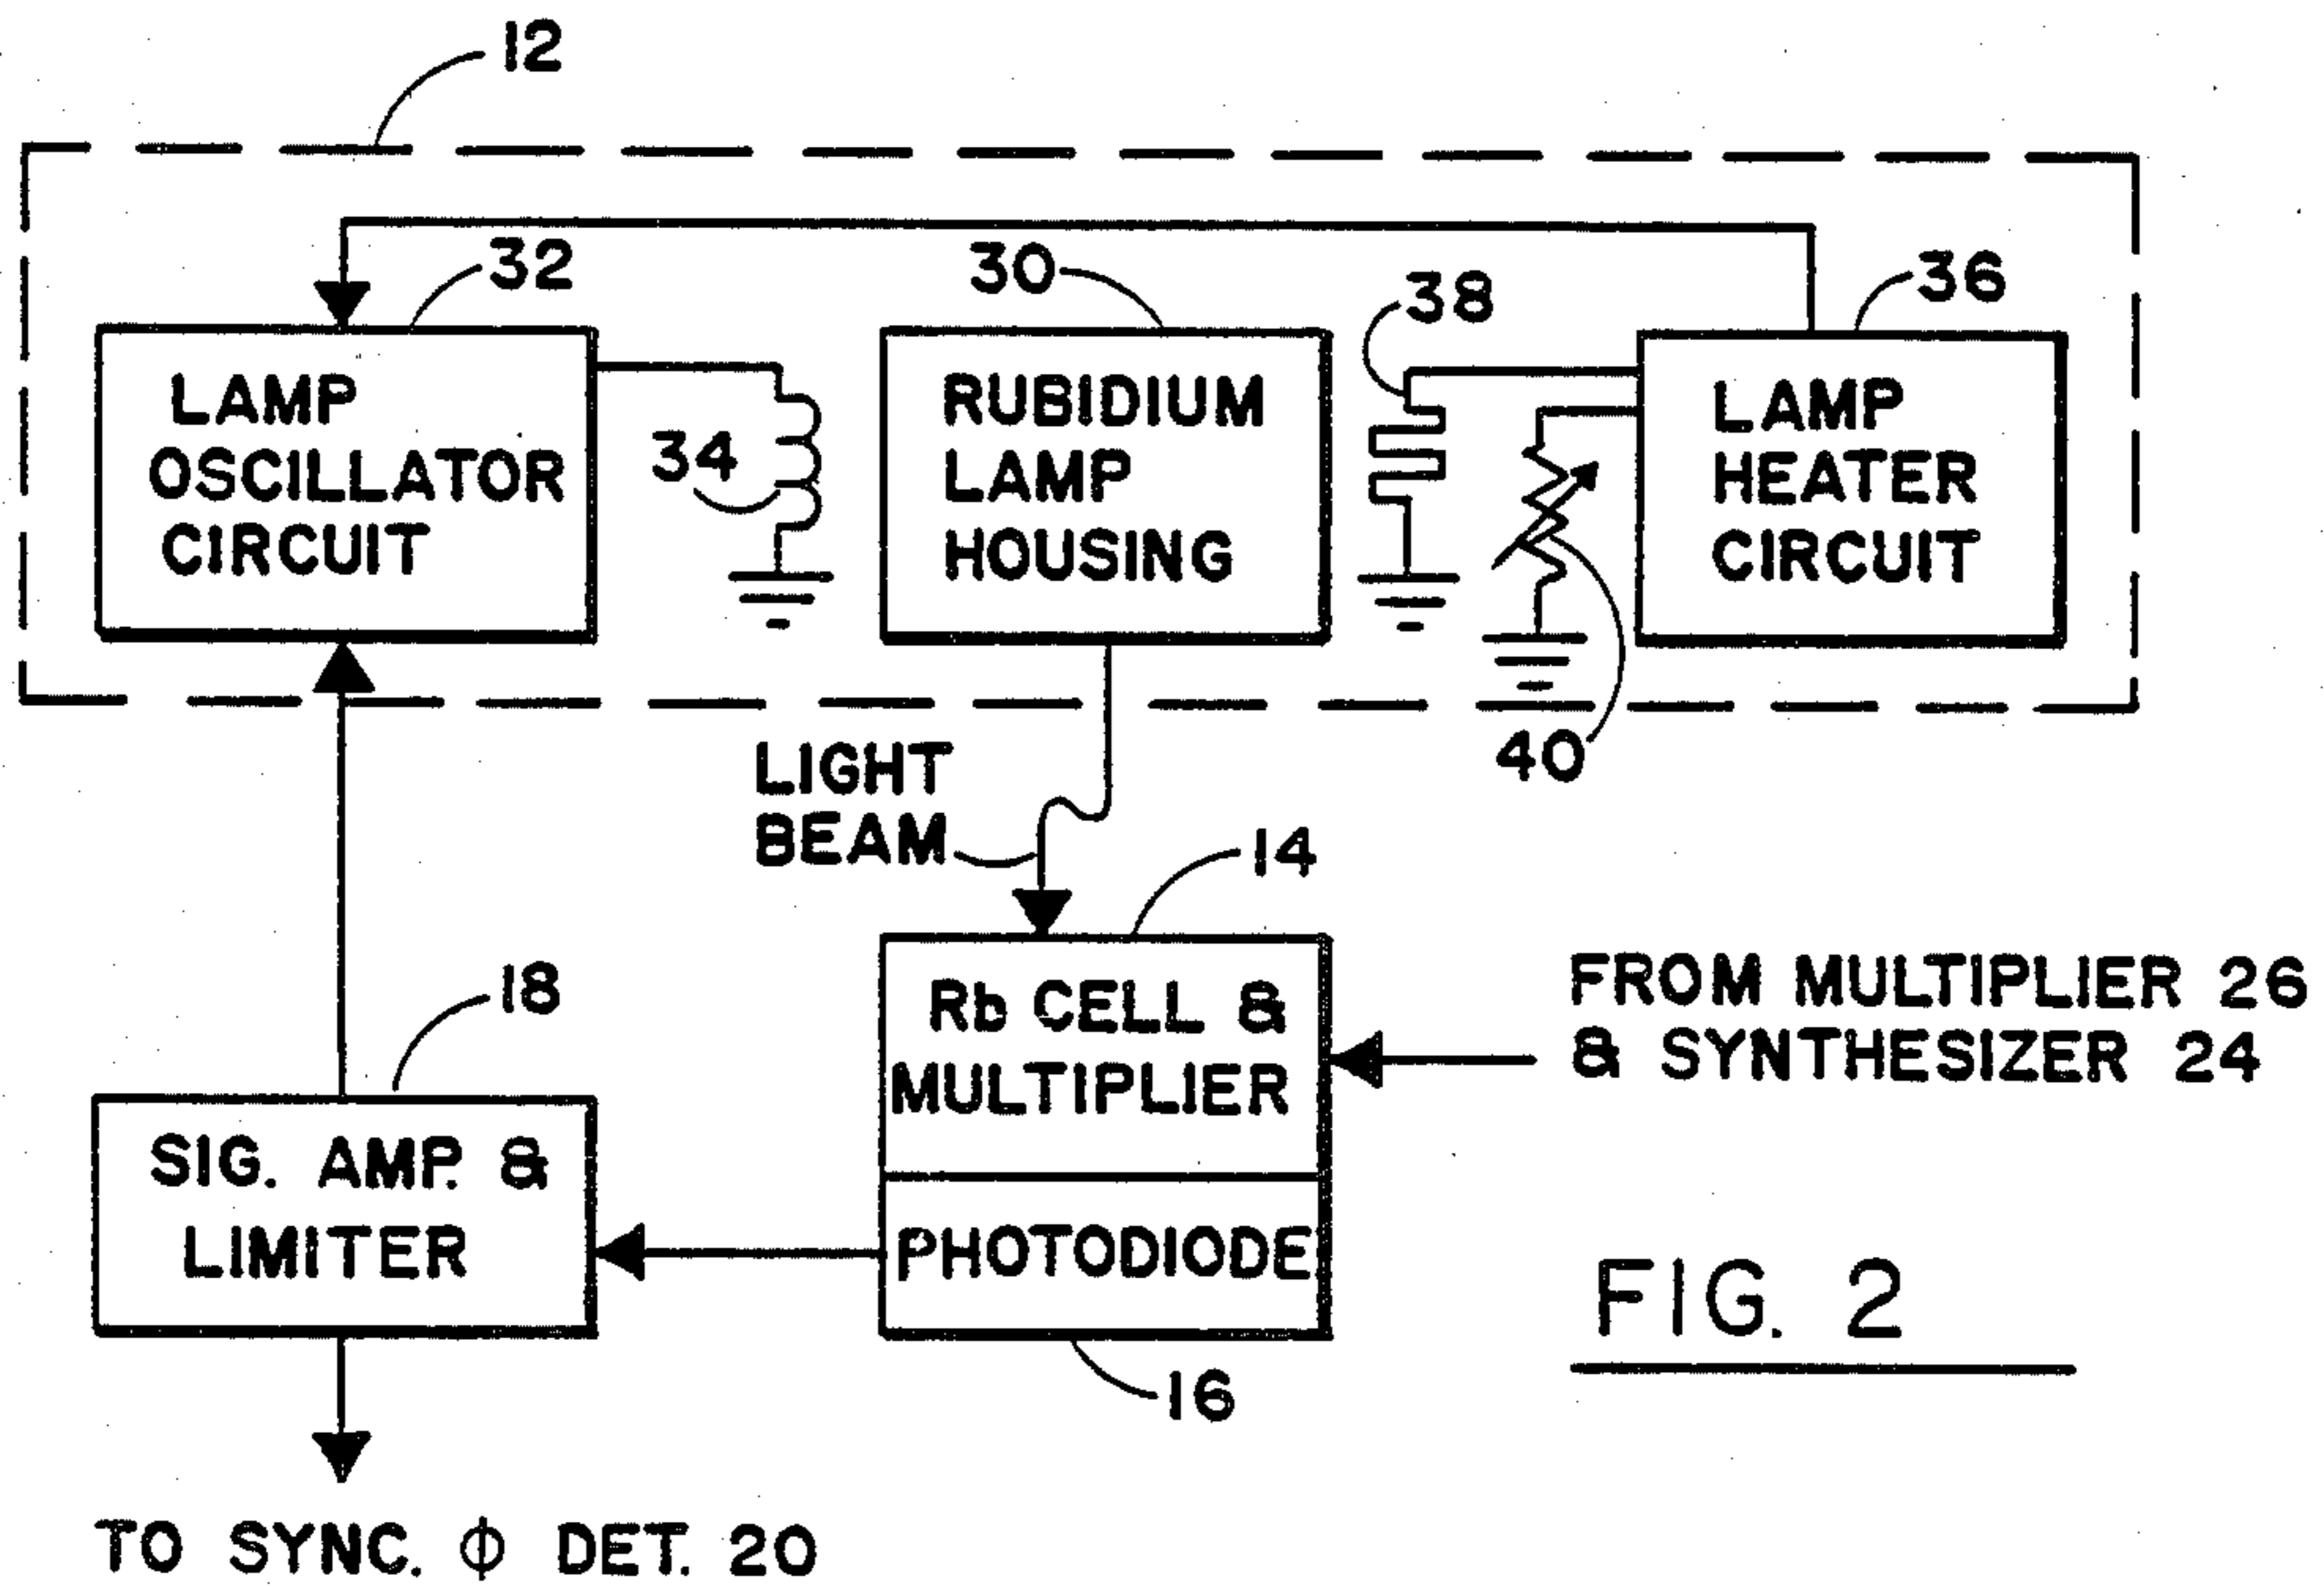 12
32
30
38
36
LAMP
OSCILLATOR
CIRCUIT
34
RUBIDIUM
LAMP
HOUSING
LAMP
HEATER
CIRCUIT
40
LIGHT
BEAM
14
18
Rb CELL &
MULTIPLIER
FROM MULTIPLIER 26
& SYNTHESIZER 24
SIG. AMP. &
LIMITER
PHOTODIODE
16
FIG. 2
TO SYNC. ϕ DET. 20